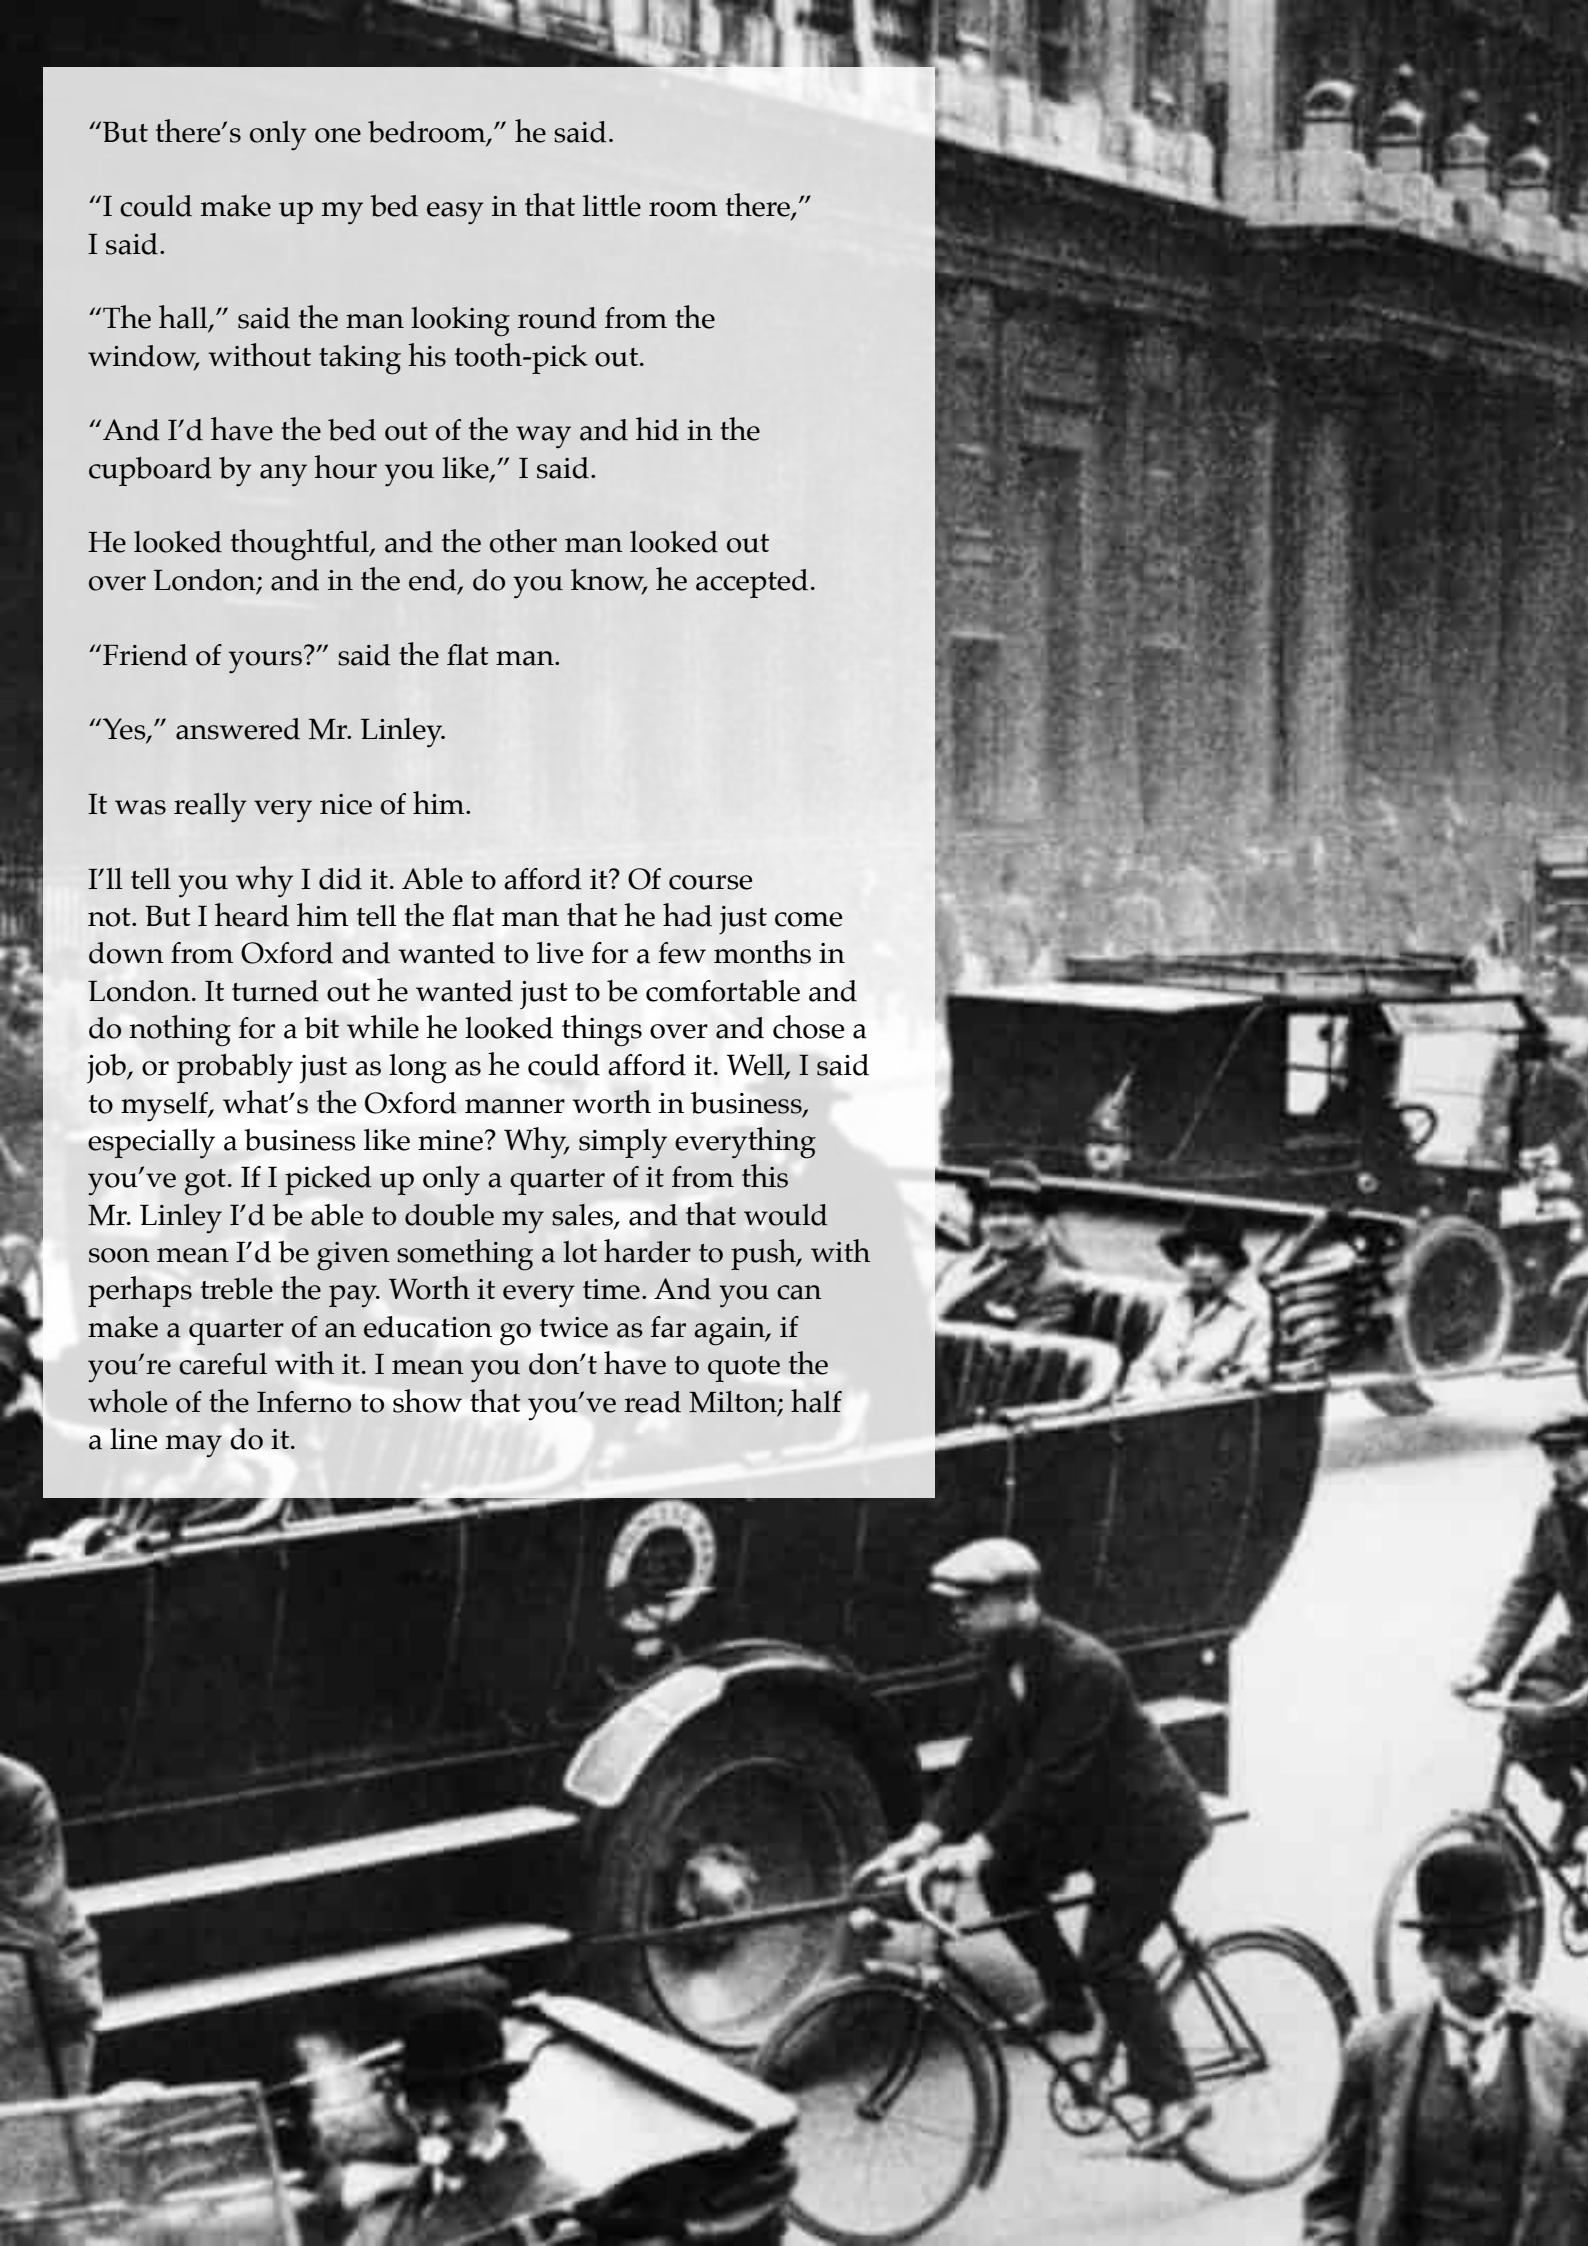 “But there’s only one bedroom,” he said.
“I could make up my bed easy in that little room there,”
I said.
“The hall,” said the man looking round from the
window, without taking his tooth-pick out.
“And I’d have the bed out of the way and hid in the
cupboard by any hour you like,” I said.
He looked thoughtful, and the other man looked out
over London; and in the end, do you know, he accepted.
“Friend of yours?” said the flat man.
“Yes,” answered Mr. Linley.
It was really very nice of him.
I’ll tell you why I did it. Able to afford it? Of course
not. But I heard him tell the flat man that he had just come
down from Oxford and wanted to live for a few months in
London. It turned out he wanted just to be comfortable and
do nothing for a bit while he looked things over and chose a
job, or probably just as long as he could afford it. Well, I said
to myself, what’s the Oxford manner worth in business,
especially a business like mine? Why, simply everything
you’ve got. If I picked up only a quarter of it from this
Mr. Linley I’d be able to double my sales, and that would
soon mean I’d be given something a lot harder to push, with
perhaps treble the pay. Worth it every time. And you can
make a quarter of an education go twice as far again, if
you’re careful with it. I mean you don’t have to quote the
whole of the Inferno to show that you’ve read Milton; half
a line may do it.